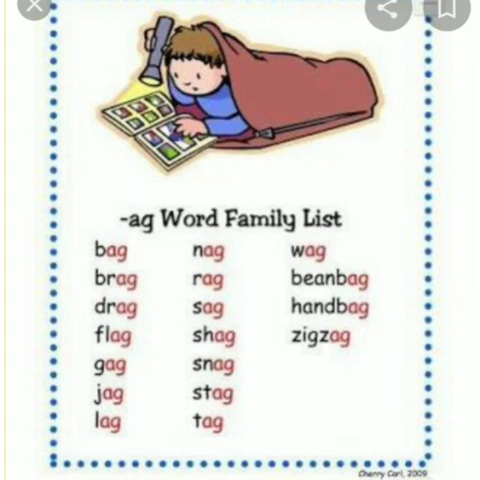 -ag Word Family List
bag nag wag
brag rag beanbag
drag sag handbag
flag shag zigzag
gag snag
jag stag
lag tag
Cherry Carl, 2009